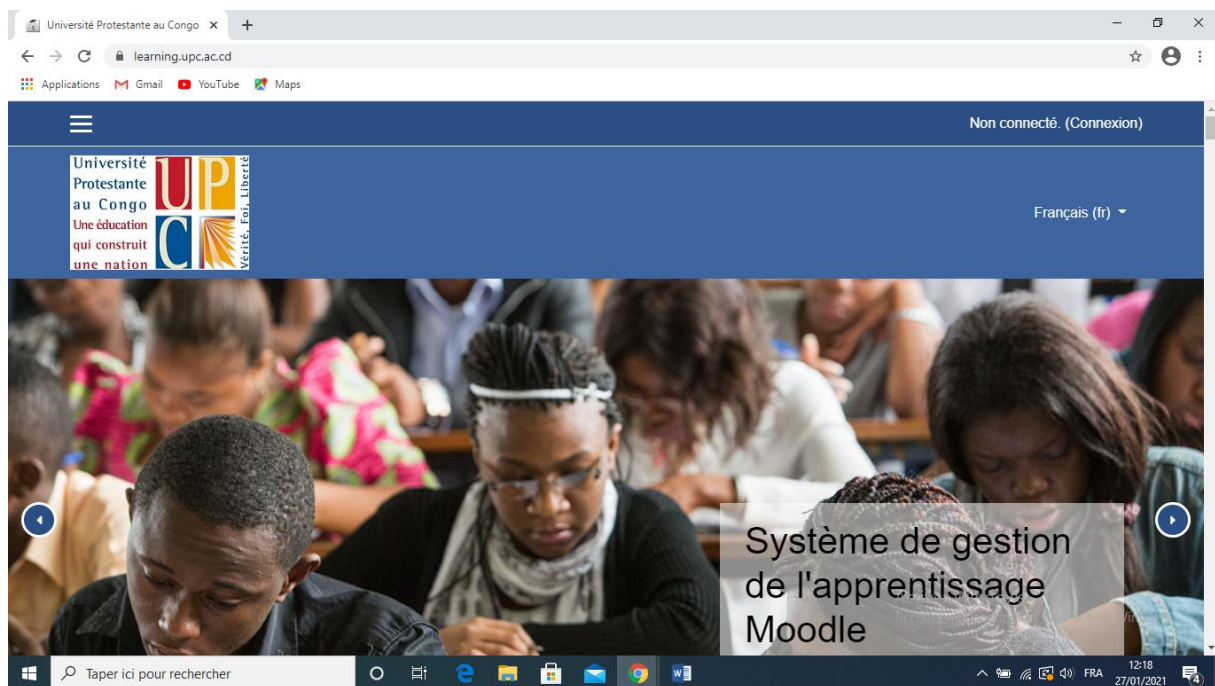 Université Protestante au Congo
learning.upc.ac.cd
Applications Gmail YouTube Maps
Non connecté. (Connexion)
Université
Protestante
au Congo
Une éducation
qui construit
une nation
UPC
Vérité, Foi, Liberté
Français (fr)
Système de gestion
de l'apprentissage
Moodle
Taper ici pour rechercher
FRA
12:18
27/01/2021
4